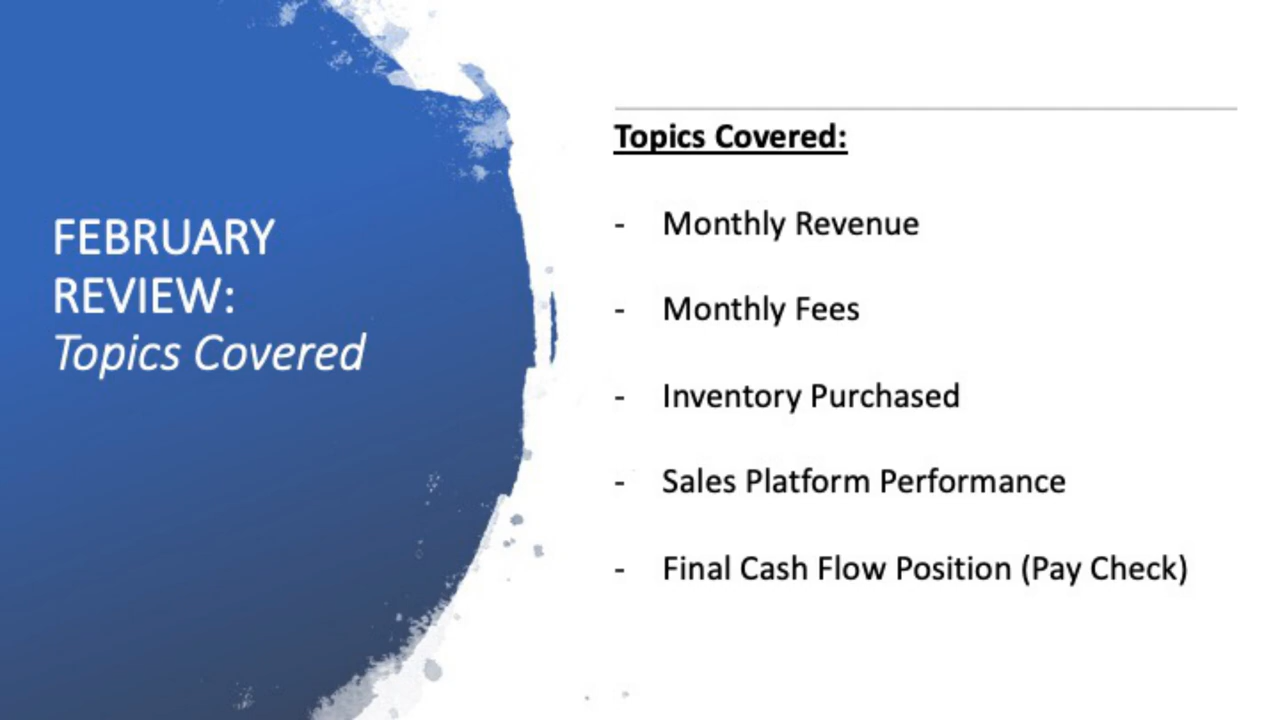 FEBRUARY
REVIEW:
Topics Covered
Topics Covered:
- Monthly Revenue
- Monthly Fees
- Inventory Purchased
- Sales Platform Performance
- Final Cash Flow Position (Pay Check)